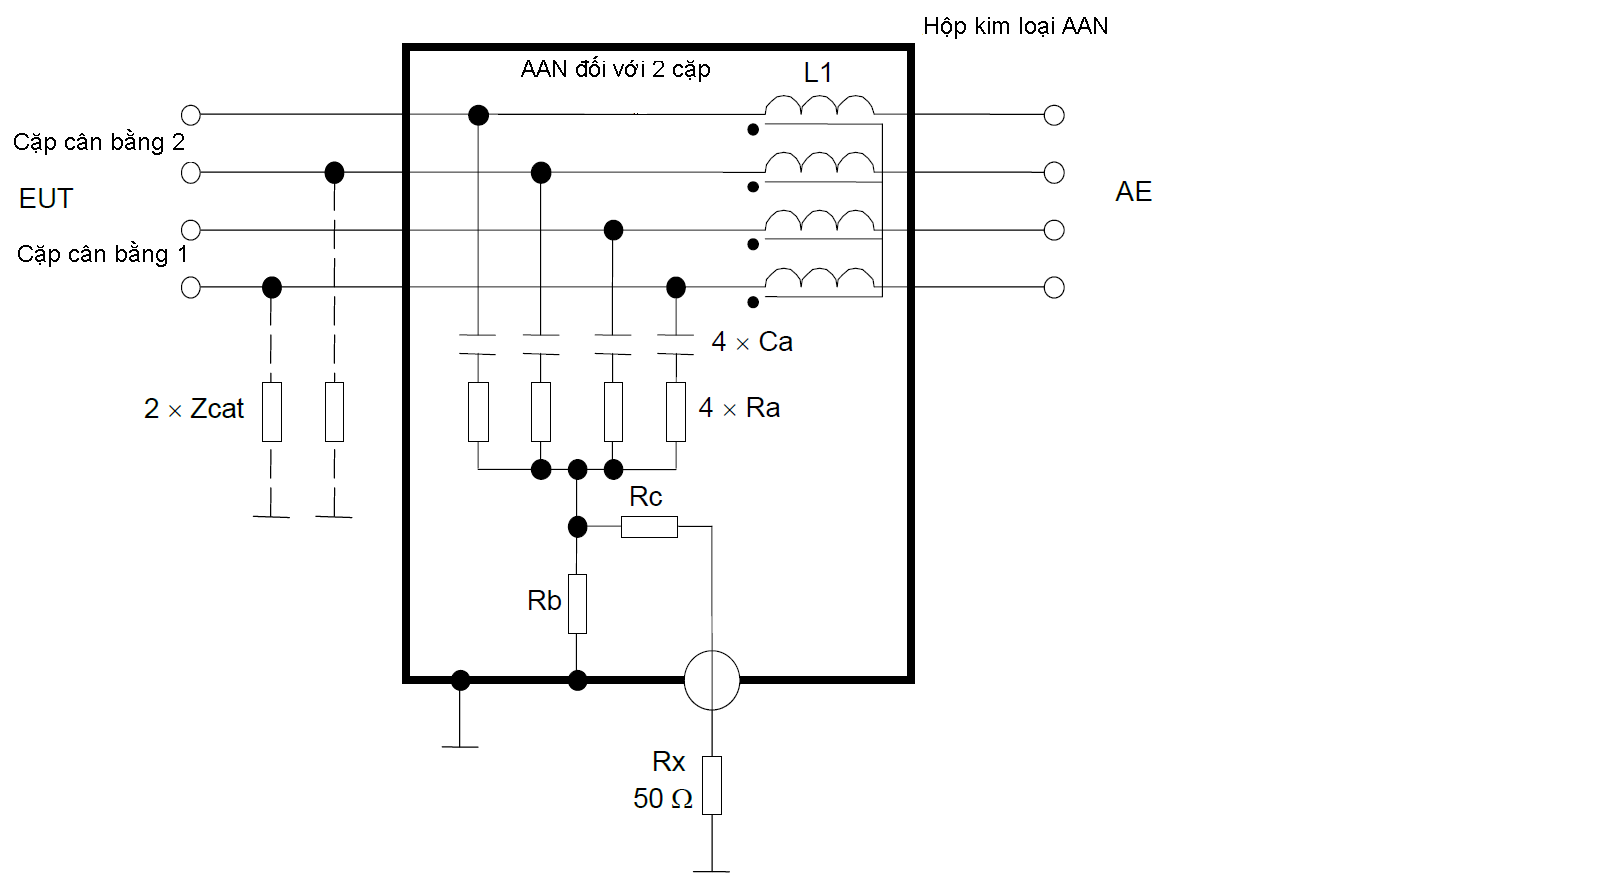 Hộp kim loại AAN
AAN đối với 2 cặp
L1
Cặp cân bằng 2
EUT
AE
Cặp cân bằng 1
4 × Ca
2 × Zcat
4 × Ra
Rc
Rb
Rx
50 Ω